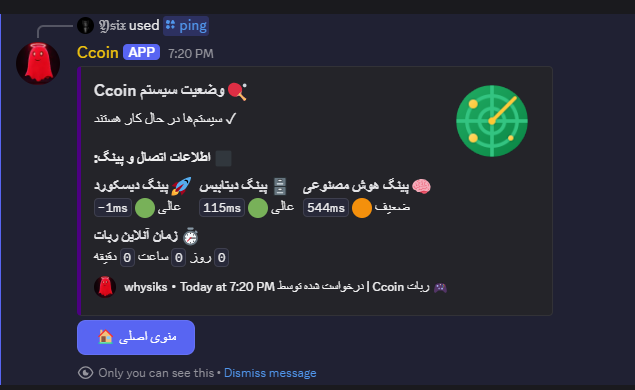 𝔜𝔰𝔦𝔵 used ping
Ccoin APP 7:20 PM
🏓 وضعیت سیستم Ccoin
✓ سیستم‌ها در حال کار هستند
اطلاعات اتصال و پینگ:
🧠 پینگ هوش مصنوعی
ضعیف 🟠 544ms
🗄️ پینگ دیتابیس
عالی 🟢 115ms
🚀 پینگ دیسکورد
عالی 🟢 -1ms
⏱️ زمان آنلاین ربات
0 روز 0 ساعت 0 دقیقه
🎮 ربات Ccoin | درخواست شده توسط whysiks • Today at 7:20 PM
منوی اصلی 🏠
Only you can see this • Dismiss message